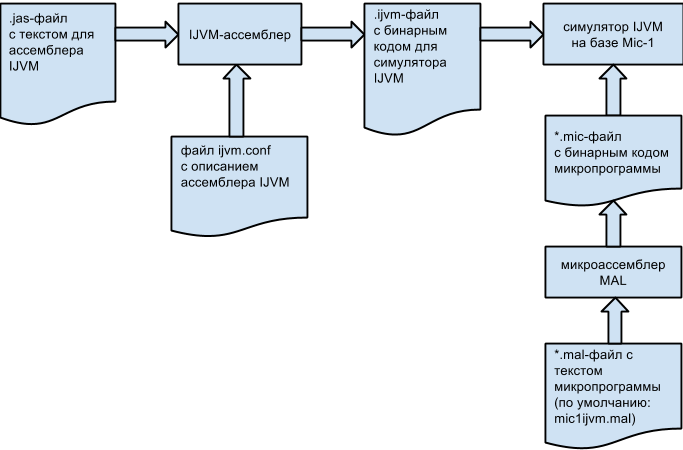 .jas-файл
с текстом для
ассемблера
IJVM
IJVM-ассемблер
.ijvm-файл
с бинарным
кодом для
симулятора
IJVM
симулятор IJVM
на базе Mic-1
файл ijvm.conf
с описанием
ассемблера IJVM
*.mic-файл
с бинарным кодом
микропрограммы
микроассемблер
MAL
*.mal-файл с
текстом
микропрограммы
(по умолчанию:
mic1ijvm.mal)